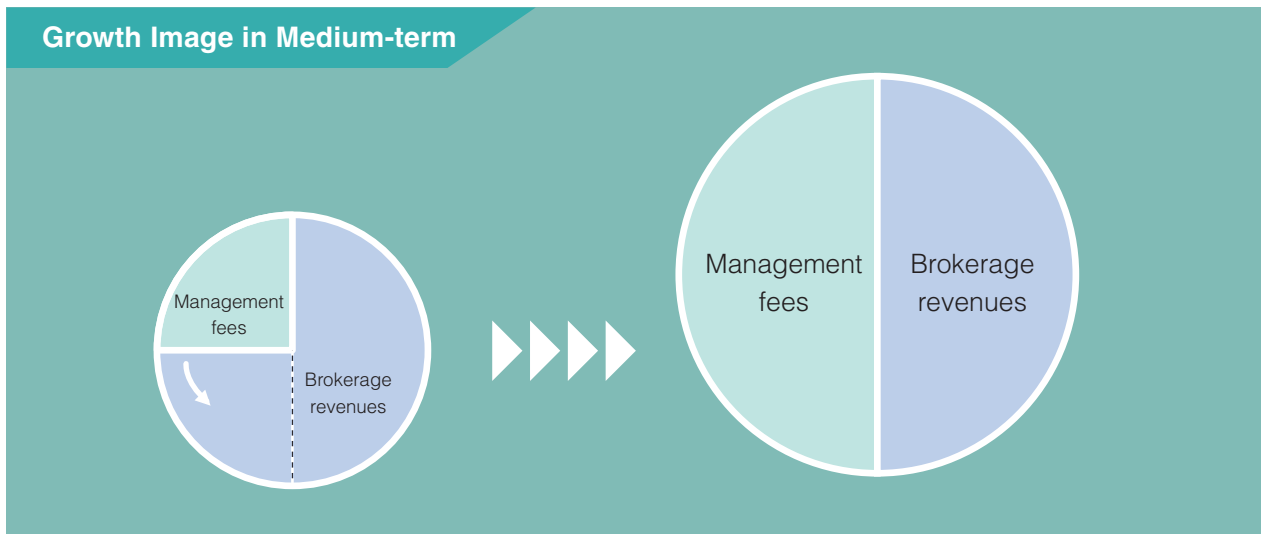 Growth Image in Medium-term
Management
fees
Brokerage
revenues
Management
fees
Brokerage
revenues